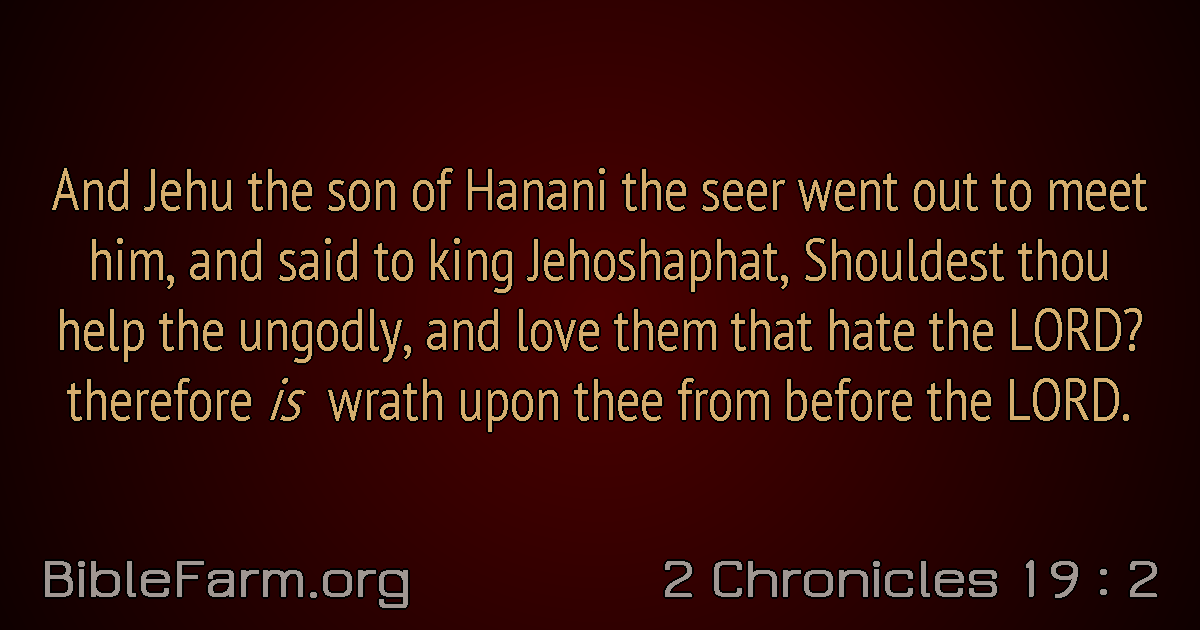 And Jehu the son of Hanani the seer went out to meet
him, and said to king Jehoshaphat, Shouldest thou
help the ungodly, and love them that hate the LORD?
therefore is wrath upon thee from before the LORD.
BibleFarm.org
2 Chronicles 19 : 2